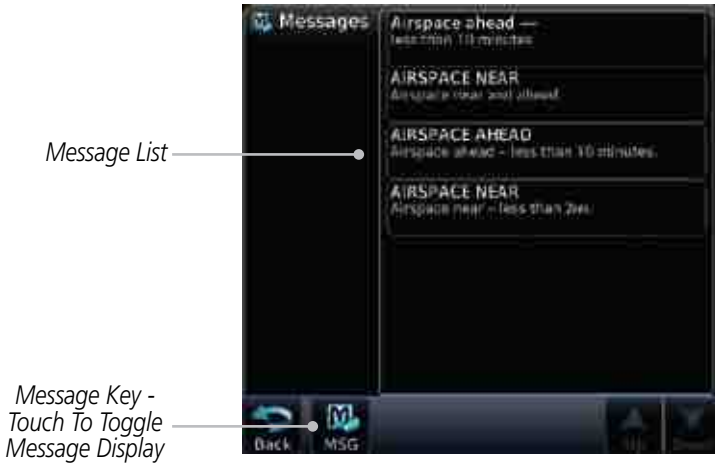 Messages
Airspace ahead —
less than 10 minutes
AIRSPACE NEAR
Airspace near and ahead
AIRSPACE AHEAD
Airspace ahead – less than 10 minutes.
AIRSPACE NEAR
Airspace near – less than 2nm
Message List
Message Key -
Touch To Toggle
Message Display
Back
MSG
Up
Down